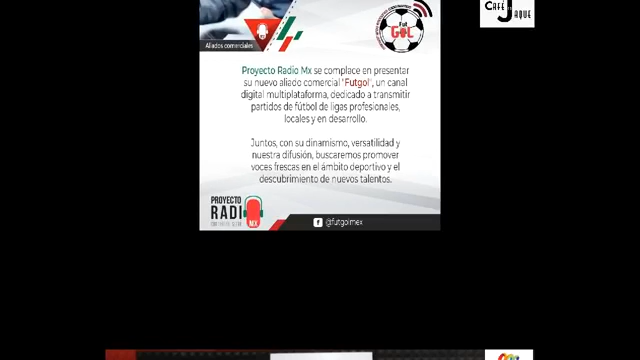 CAFÉ
JAQUE
Fut
GOL
Aliados comerciales
Proyecto Radio Mx se complace en presentar
su nuevo aliado comercial "Futgol", un canal
digital multiplataforma, dedicado a transmitir
partidos de fútbol de ligas profesionales,
locales y en desarrollo.
Juntos, con su dinamismo, versatilidad y
nuestra difusión, buscaremos promover
voces frescas en el ámbito deportivo y el
descubrimiento de nuevos talentos.
PROYECTO
RADI
MX
@futgolmex